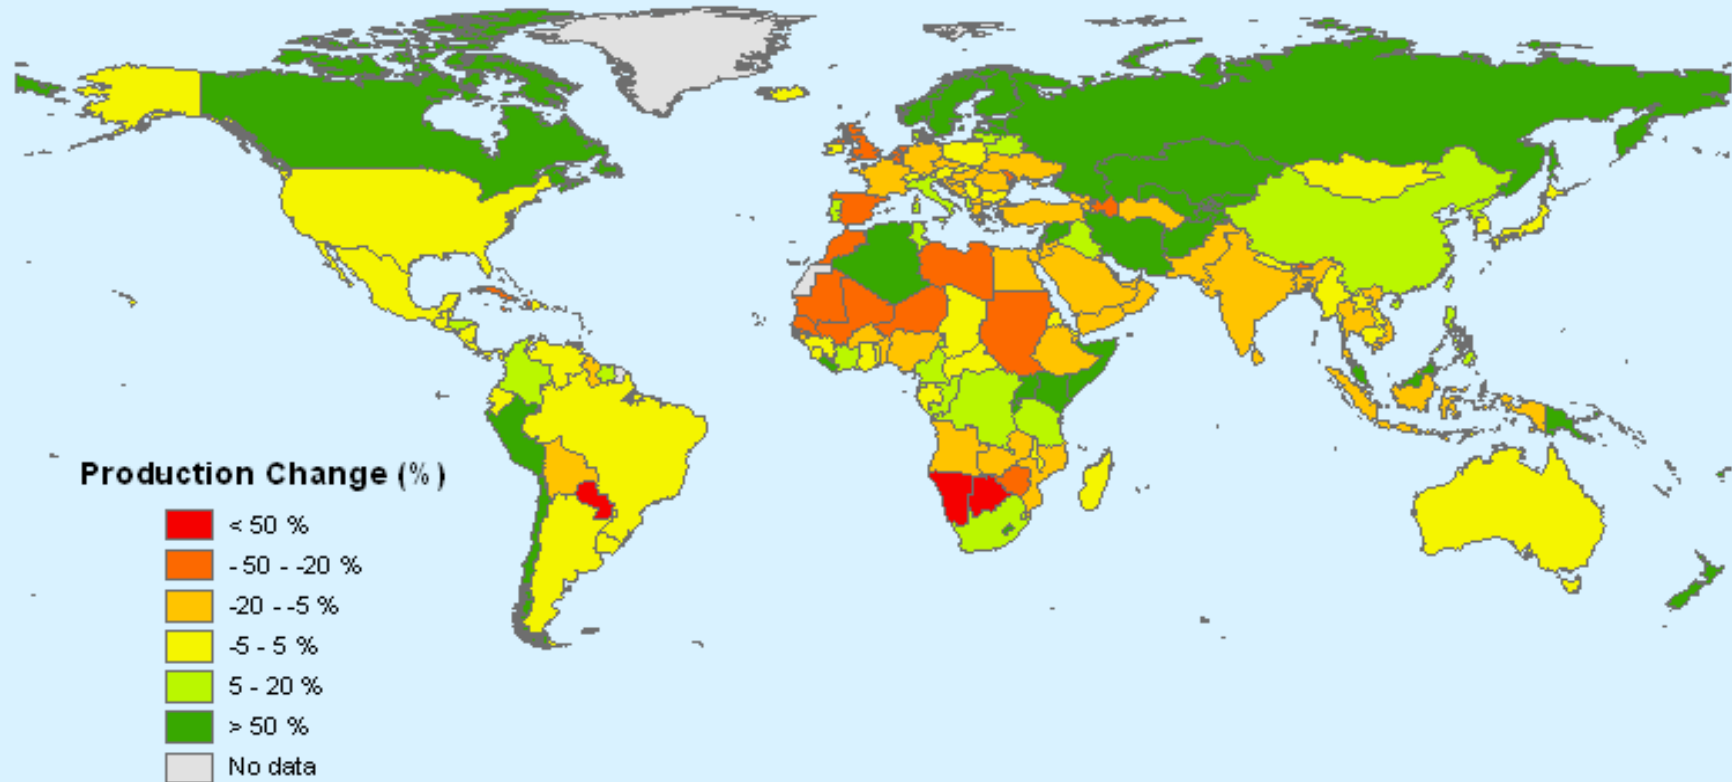 Production Change (%)
< 50 %
- 50 - -20 %
-20 - -5 %
-5 - 5 %
5 - 20 %
> 50 %
No data